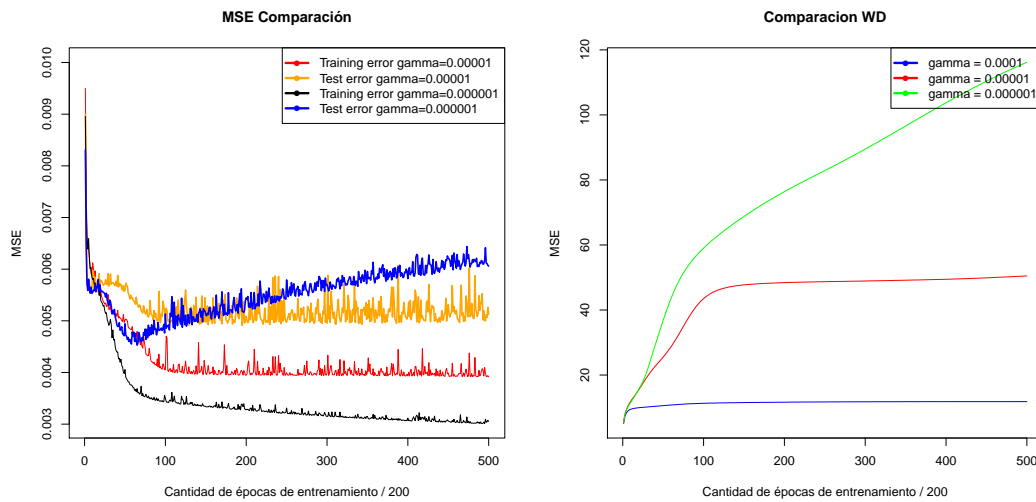 MSE Comparación
MSE
0.003
0.004
0.005
0.006
0.007
0.008
0.009
0.010
Training error gamma=0.00001
Test error gamma=0.00001
Training error gamma=0.000001
Test error gamma=0.000001
0
100
200
300
400
500
Cantidad de épocas de entrenamiento / 200
Comparacion WD
MSE
20
40
60
80
100
120
gamma = 0.0001
gamma = 0.00001
gamma = 0.000001
0
100
200
300
400
500
Cantidad de épocas de entrenamiento / 200